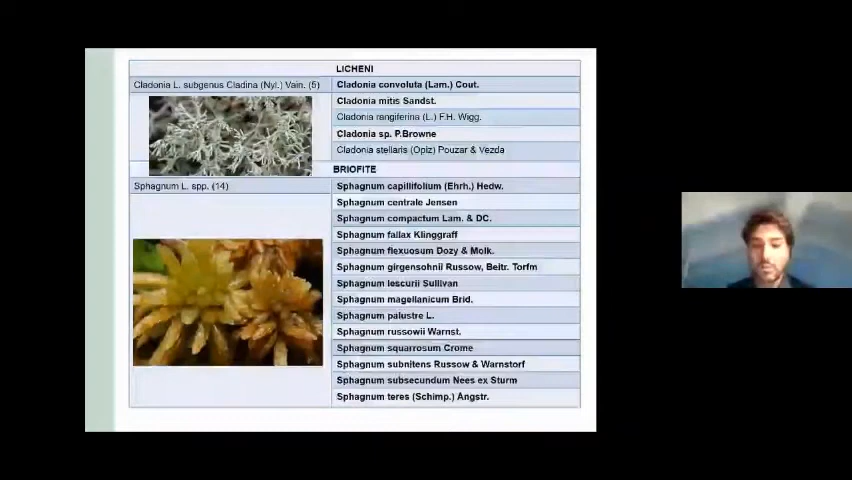 LICHENI
Cladonia L. subgenus Cladina (Nyl.) Vain. (5)
Cladonia convoluta (Lam.) Cout.
Cladonia mitis Sandst.
Cladonia rangiferina (L.) F.H. Wigg.
Cladonia sp. P.Browne
Cladonia stellaris (Opiz) Pouzar & Vezda
BRIOFITE
Sphagnum L. spp. (14)
Sphagnum capillifolium (Ehrh.) Hedw.
Sphagnum centrale Jensen
Sphagnum compactum Lam. & DC.
Sphagnum fallax Klinggraff
Sphagnum flexuosum Dozy & Molk.
Sphagnum girgensohnii Russow, Beitr. Torfm
Sphagnum lescurii Sullivan
Sphagnum magellanicum Brid.
Sphagnum palustre L.
Sphagnum russowii Warnst.
Sphagnum squarrosum Crome
Sphagnum subnitens Russow & Warnstorf
Sphagnum subsecundum Nees ex Sturm
Sphagnum teres (Schimp.) Ångstr.